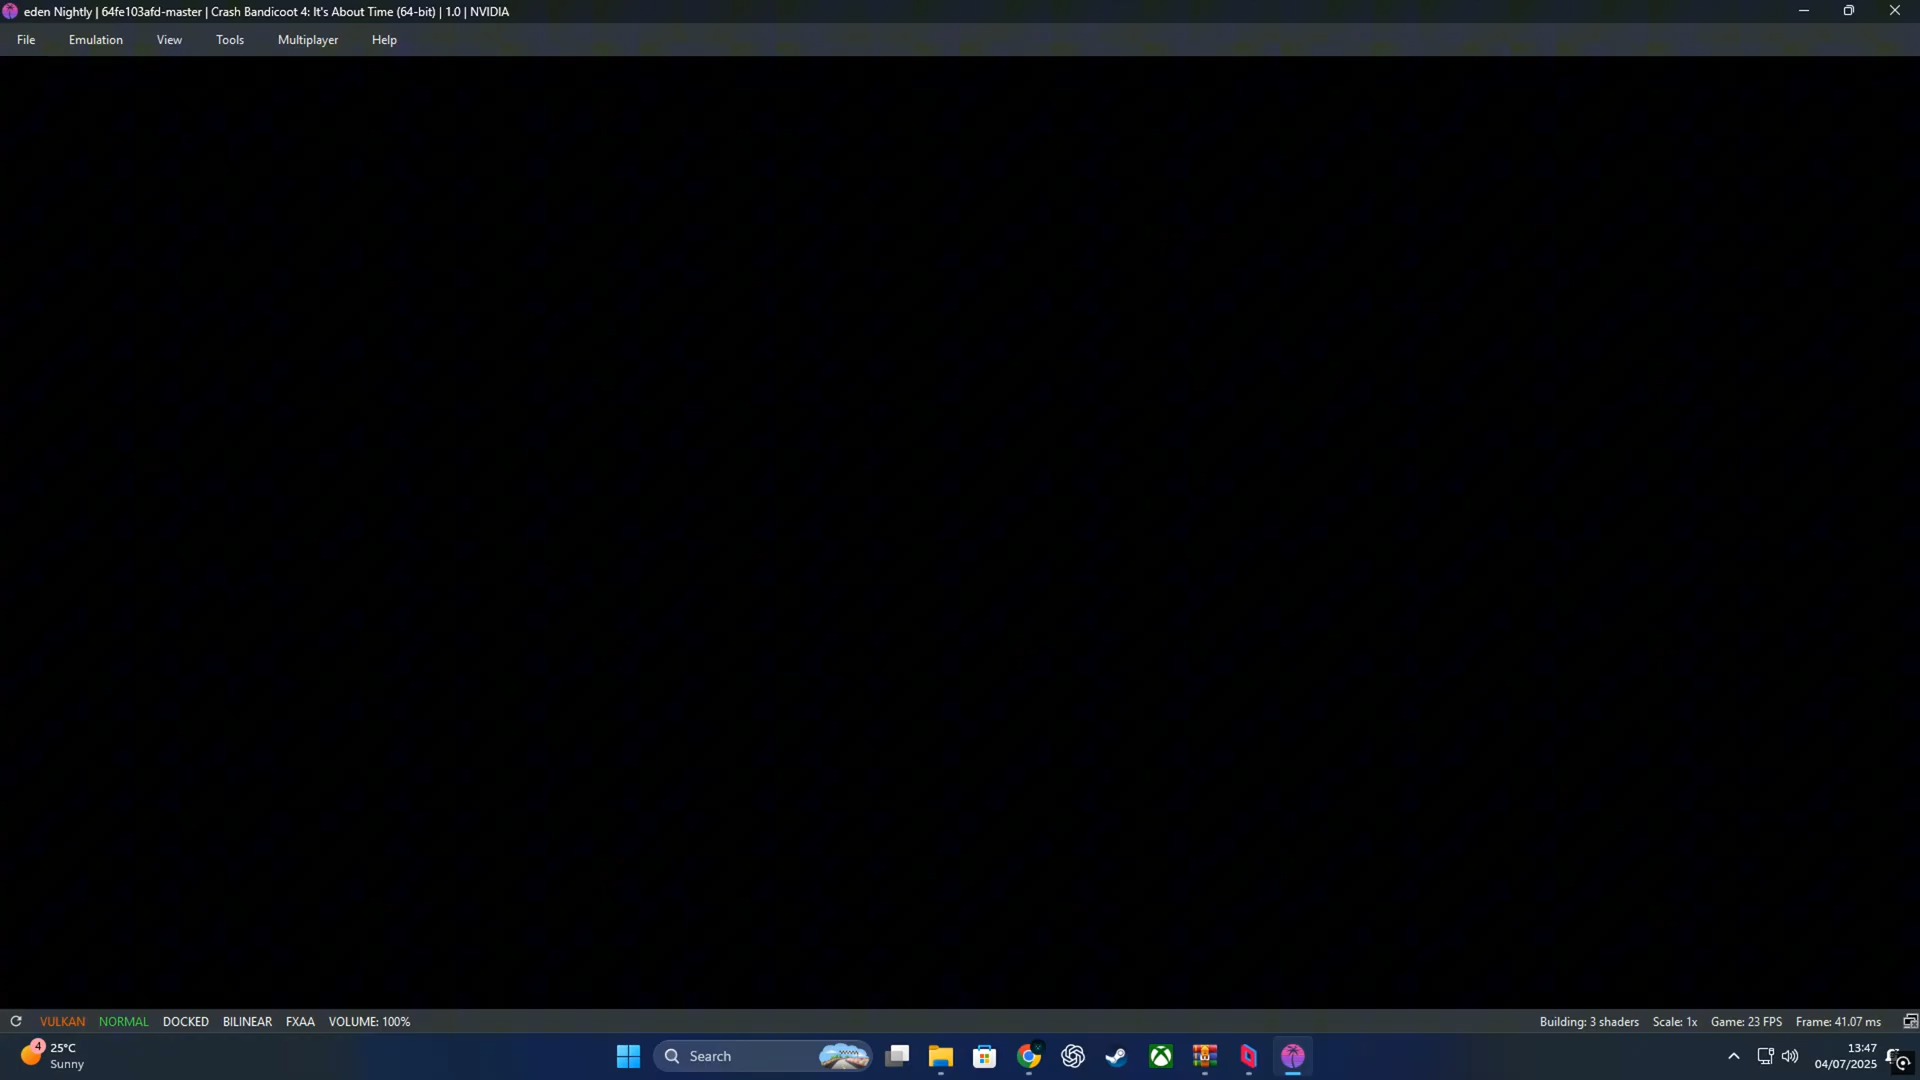 eden Nightly | 64fe103afd-master | Crash Bandicoot 4: It's About Time (64-bit) | 1.0 | NVIDIA
File Emulation View Tools Multiplayer Help
VULKAN NORMAL DOCKED BILINEAR FXAA VOLUME: 100% Building: 3 shaders Scale: 1x Game: 23 FPS Frame: 41.07 ms
4
25°C
Sunny
Search
13:47
04/07/2025